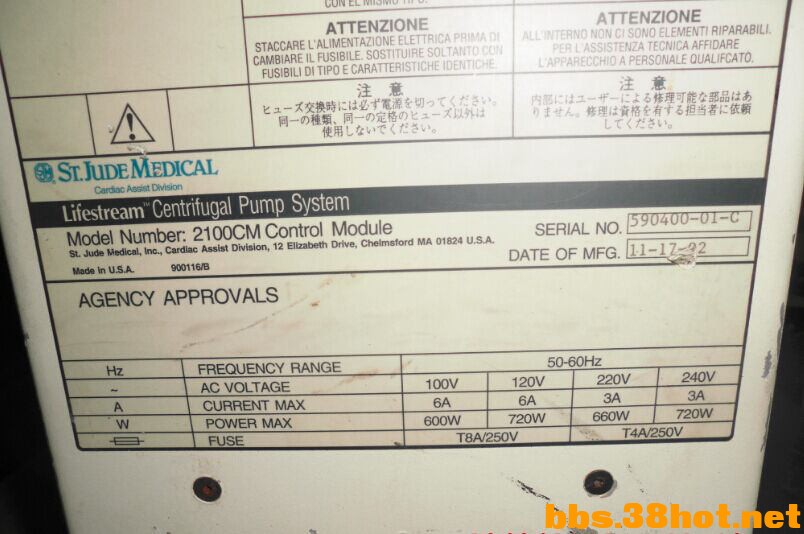 CON EL MISMO TIPO.
ATTENZIONE
STACCARE L'ALIMENTAZIONE ELETTRICA PRIMA DI
CAMBIARE IL FUSIBILE. SOSTITUIRE SOLTANTO CON
FUSIBILI DI TIPO E CARATTERISTICHE IDENTICHE.
ATTENZIONE
ALL'INTERNO NON CI SONO ELEMENTI RIPARABILI.
PER L'ASSISTENZA TECNICA AFFIDARE
L'APPARECCHIO A PERSONALE QUALIFCATO.
注 意
ヒューズ交換時には必ず電源を切ってください。
同一の種類、同一の定格のヒューズ以外は
使用しないでください。
注 意
内部にはユーザーによる修理可能な部品はあ
りません。修理は資格を有する担当者に依頼
してください。
ST. JUDE MEDICAL
Cardiac Assist Division
Lifestream™ Centrifugal Pump System
Model Number: 2100CM Control Module
St. Jude Medical, Inc., Cardiac Assist Division, 12 Elizabeth Drive, Chelmsford MA 01824 U.S.A.
Made in U.S.A. 900116/B
SERIAL NO. 590400-01-C
DATE OF MFG. 11-17-92
AGENCY APPROVALS
Hz FREQUENCY RANGE 50-60Hz
~ AC VOLTAGE 100V 120V 220V 240V
A CURRENT MAX 6A 6A 3A 3A
W POWER MAX 600W 720W 660W 720W
FUSE T8A/250V T4A/250V
bbs.38hot.net